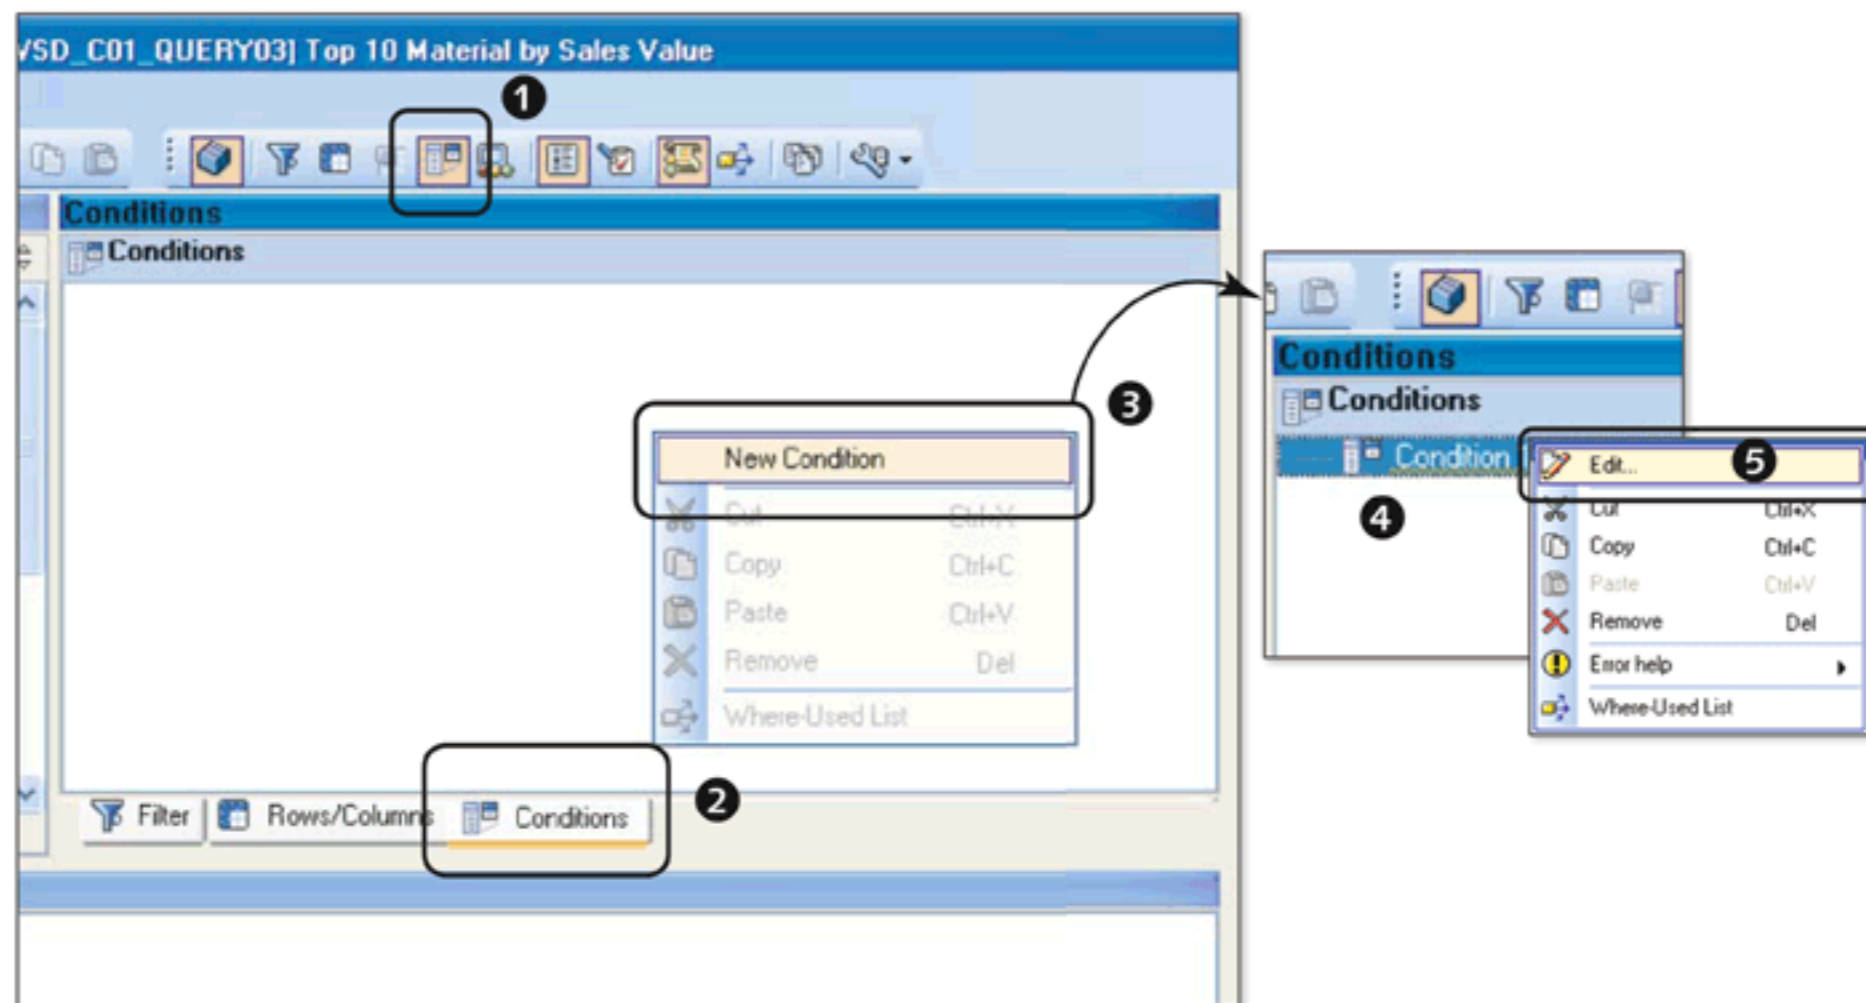 VSD_C01_QUERY03] Top 10 Material by Sales Value
1
Conditions
Conditions
3
New Condition
Cut Ctrl+X
Copy Ctrl+C
Paste Ctrl+V
Remove Del
Where-Used List
2
Filter Rows/Columns Conditions
Conditions
Conditions
Condition
4
Edit... 5
Cut Ctrl+X
Copy Ctrl+C
Paste Ctrl+V
Remove Del
Error help
Where-Used List